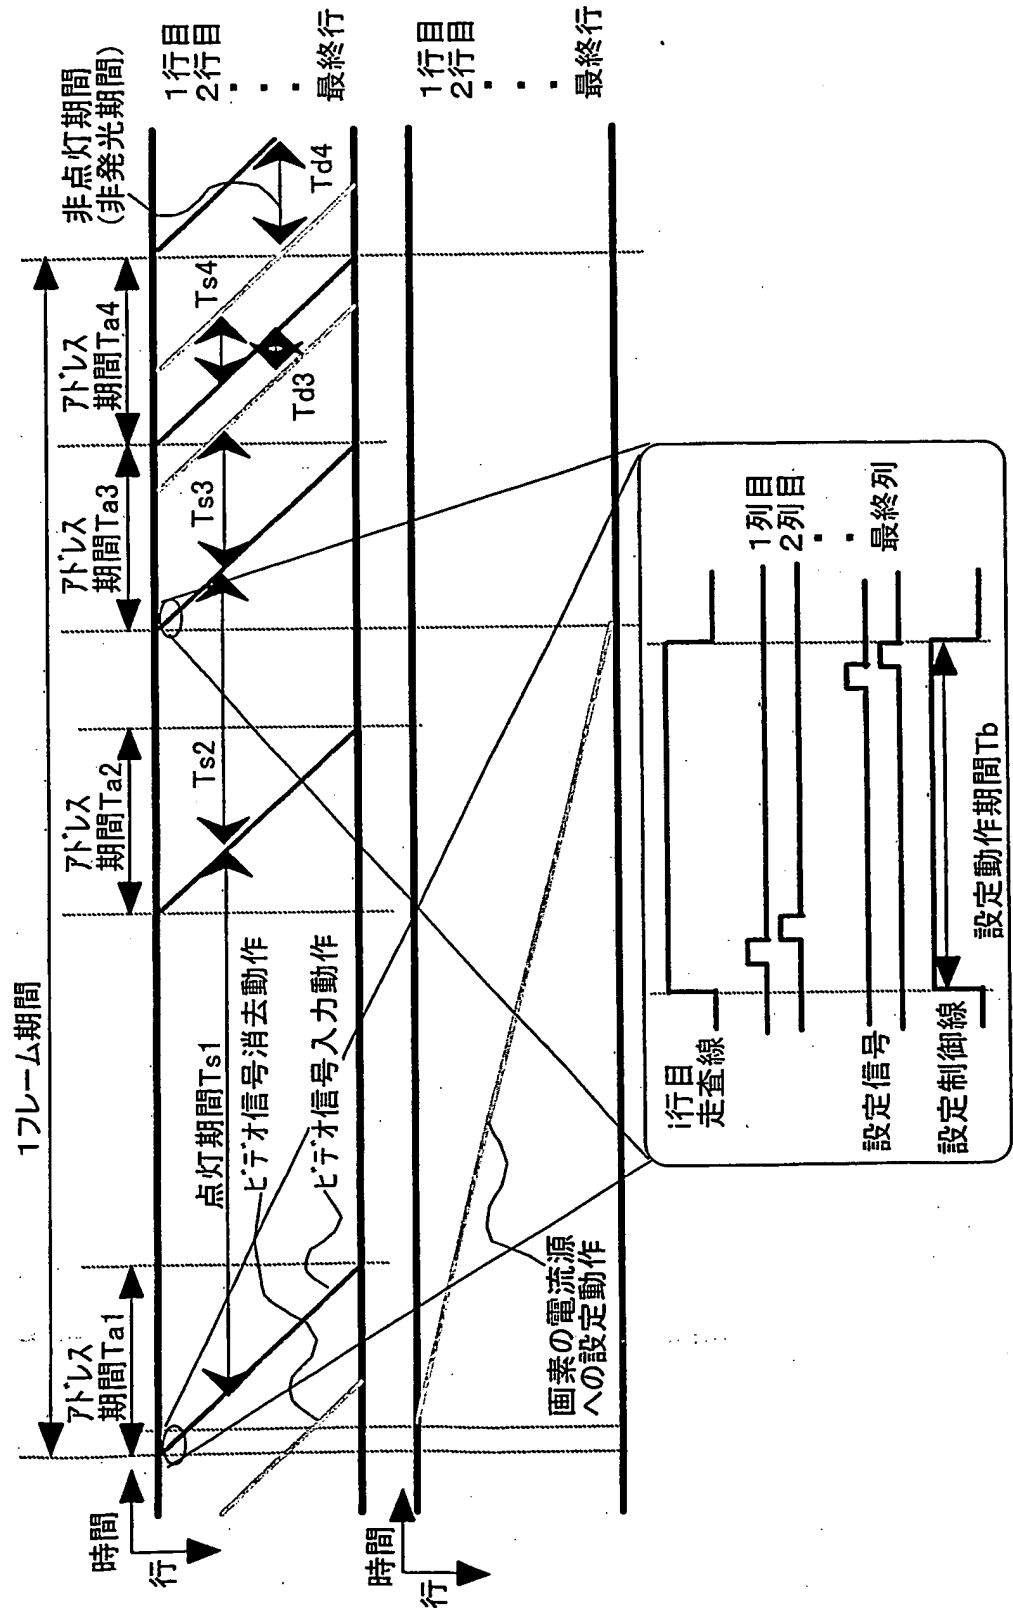 1フレーム期間
アドレス
期間Ta1
アドレス
期間Ta2
アドレス
期間Ta3
アドレス
期間Ta4
非点灯期間
(非発光期間)
時間
行
点灯期間Ts1
Ts2
Ts3
Ts4
Td3
Td4
ビデオ信号消去動作
ビデオ信号入力動作
1行目
2行目
最終行
時間
行
画素の電流源
への設定動作
1行目
2行目
最終行
i行目
走査線
設定信号
設定制御線
1列目
2列目
最終列
設定動作期間Tb